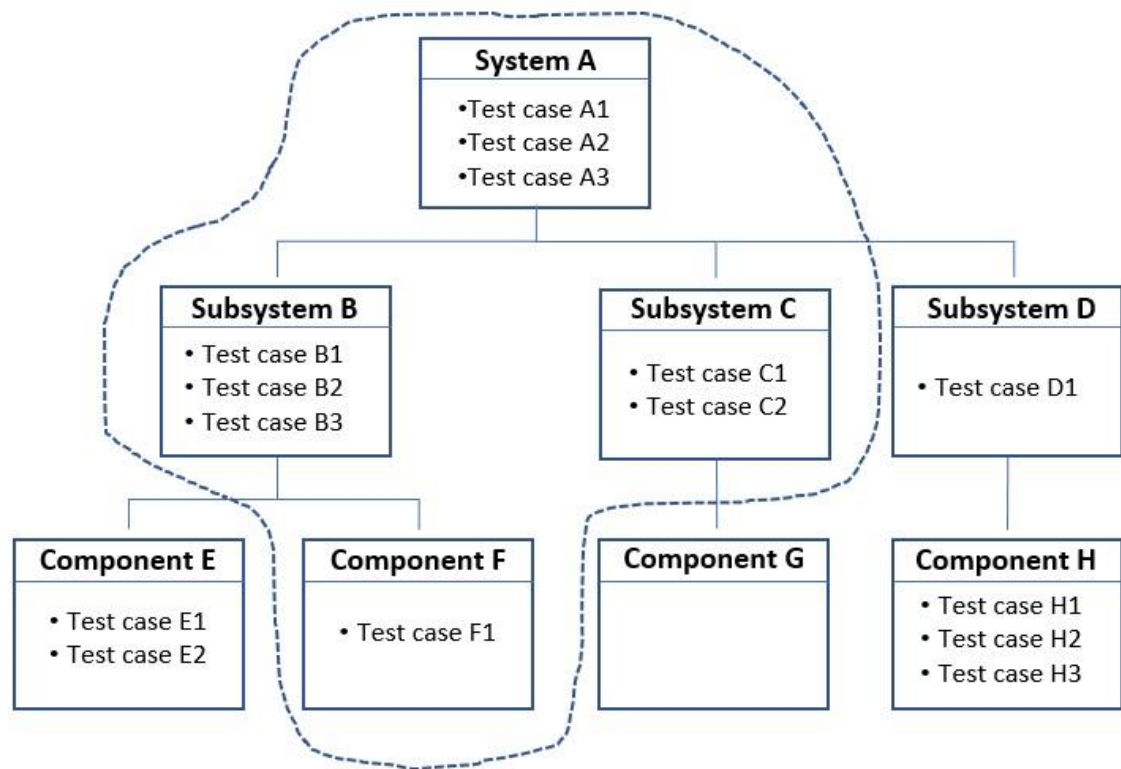 System A
•Test case A1
•Test case A2
•Test case A3
Subsystem B
• Test case B1
• Test case B2
• Test case B3
Subsystem C
• Test case C1
• Test case C2
Subsystem D
• Test case D1
Component E
• Test case E1
• Test case E2
Component F
• Test case F1
Component G
Component H
• Test case H1
• Test case H2
• Test case H3